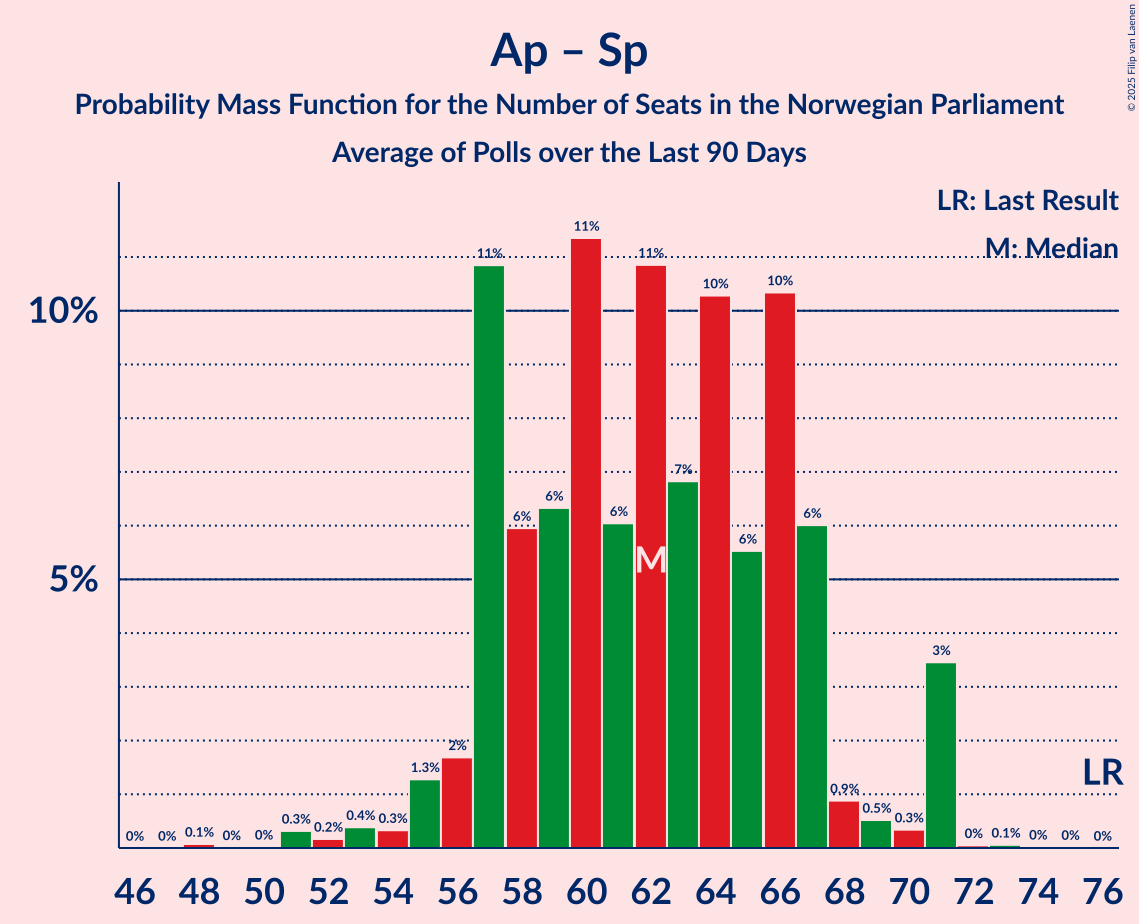 Ap – Sp
Probability Mass Function for the Number of Seats in the Norwegian Parliament
Average of Polls over the Last 90 Days
© 2025 Filip van Laenen
LR: Last Result
M: Median
10%
5%
0% 0% 0.1% 0% 0% 0.3% 0.2% 0.4% 0.3% 1.3% 2% 11% 6% 6% 11% 6% 11% 7% 10% 6% 10% 6% 0.9% 0.5% 0.3% 3% 0% 0.1% 0% 0% 0%
M
LR
46 48 50 52 54 56 58 60 62 64 66 68 70 72 74 76